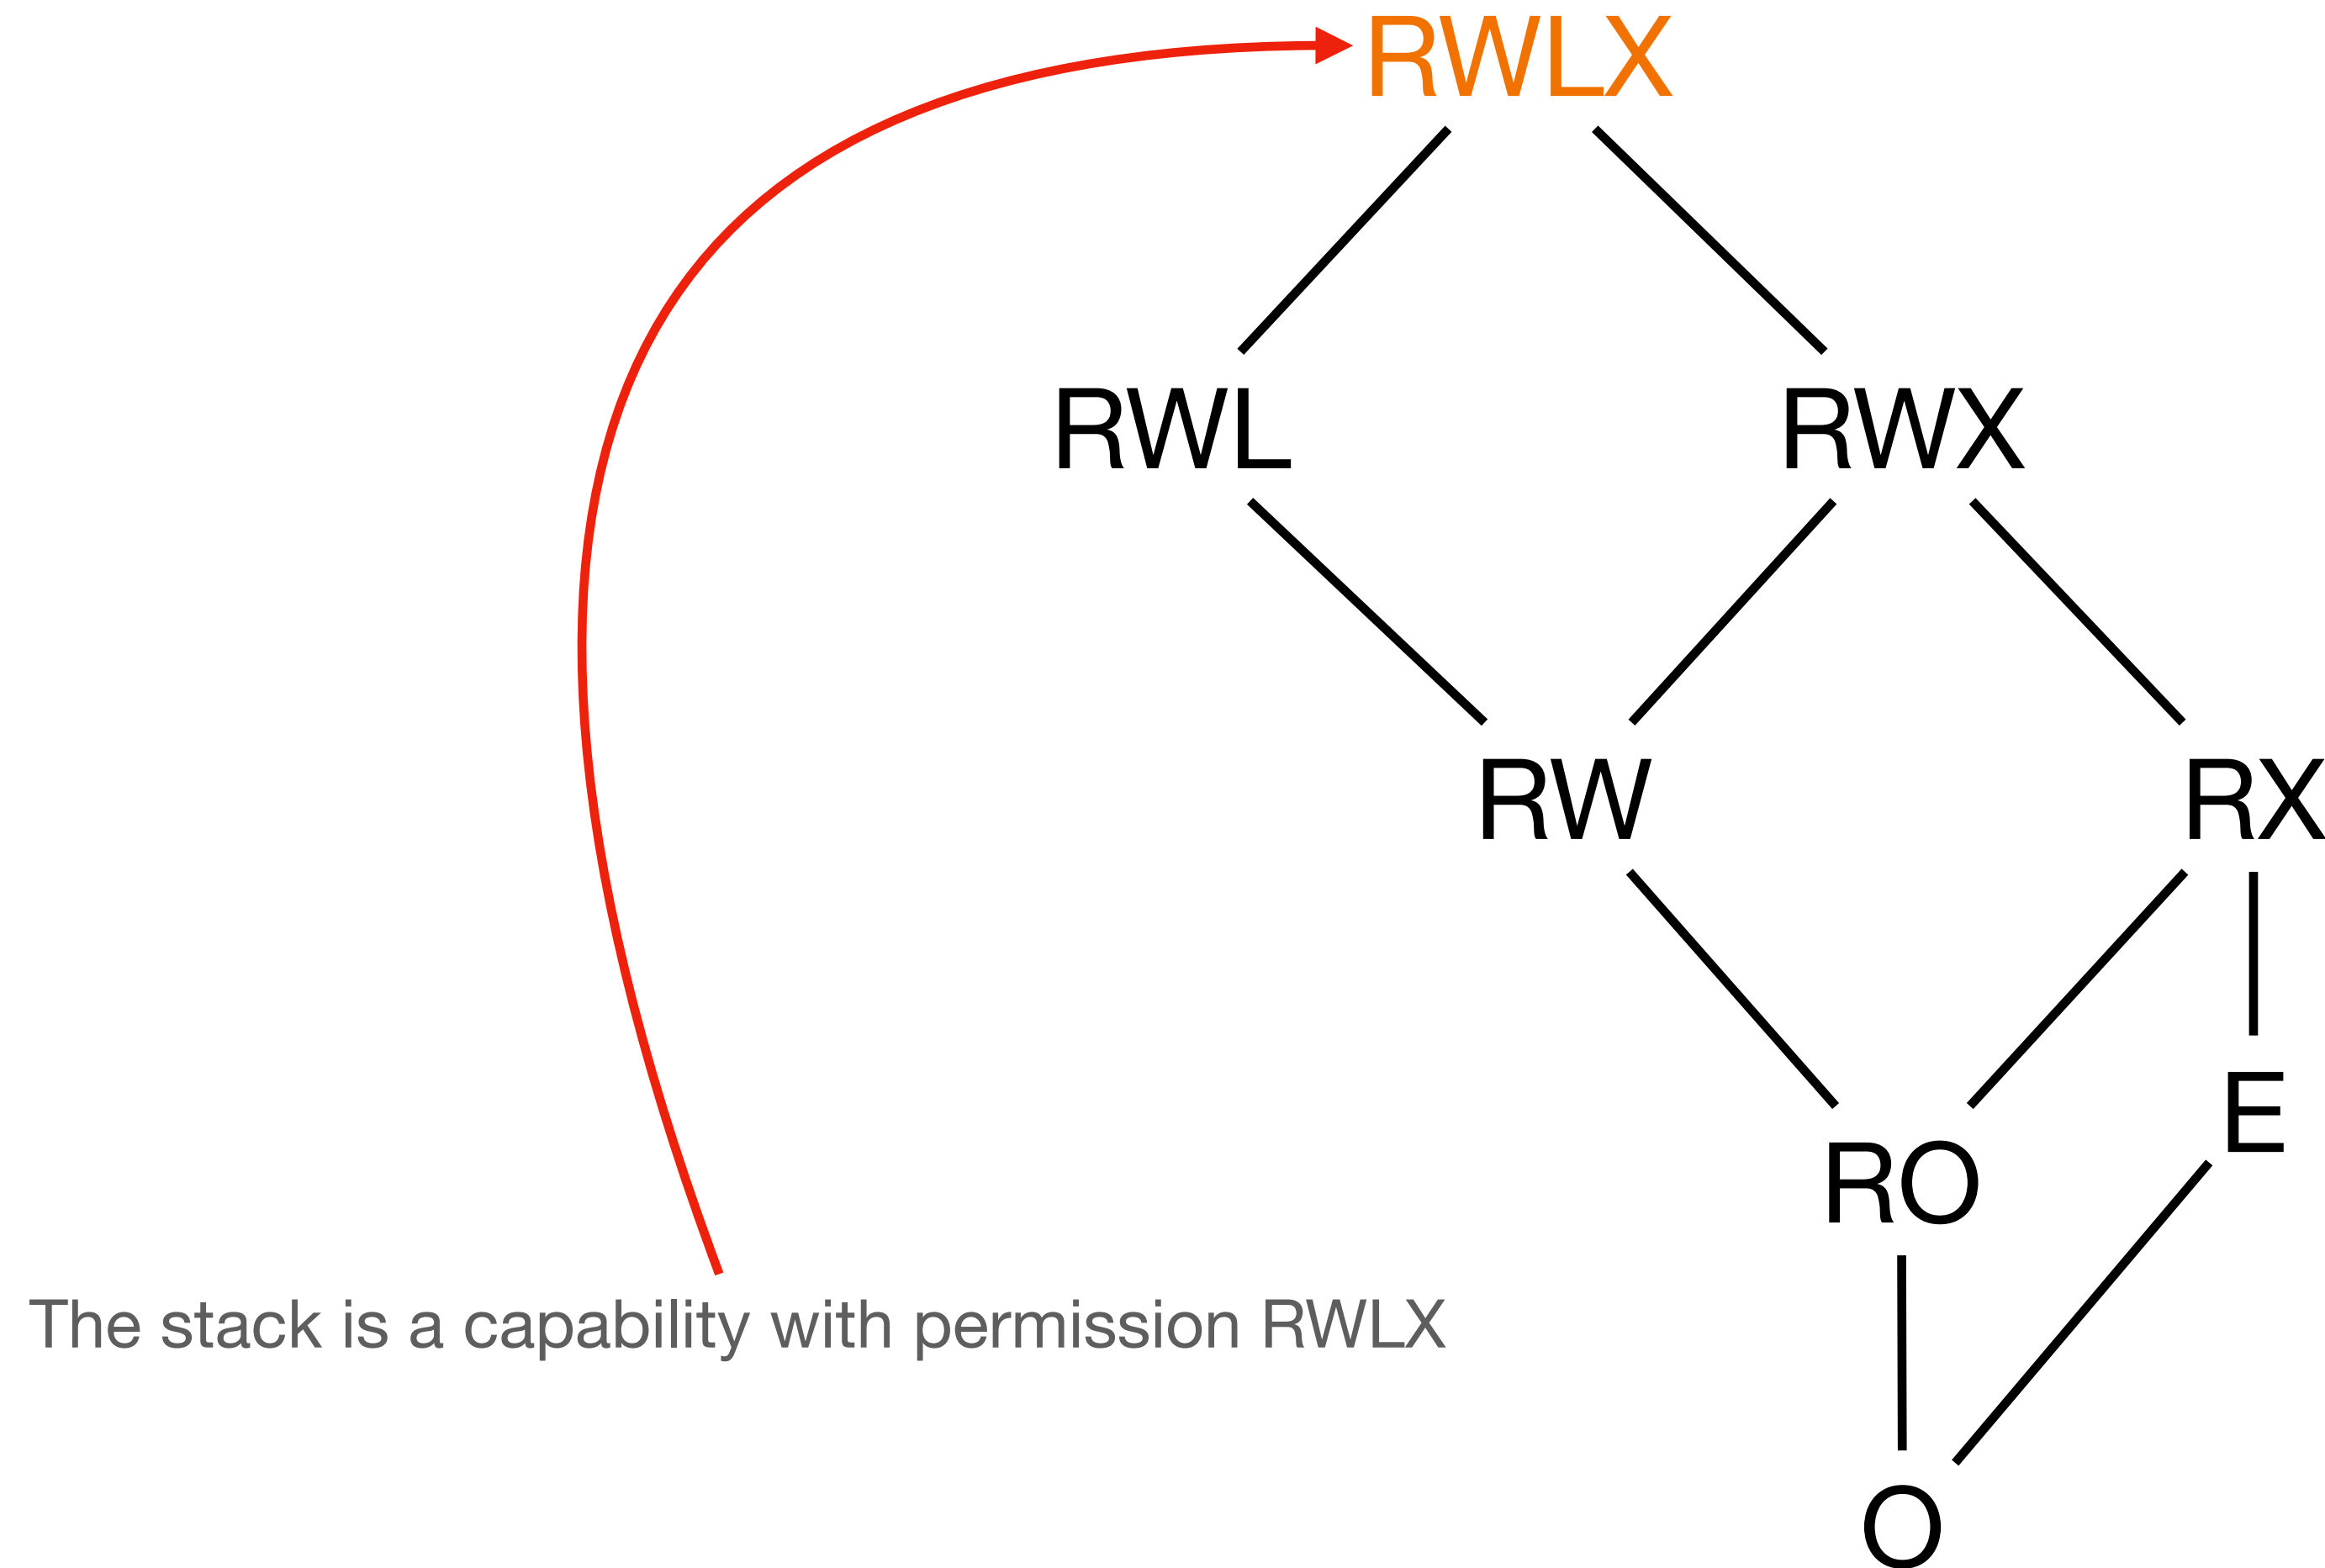 RWLX
RWL
RWX
RW
RX
E
RO
The stack is a capability with permission RWLX
O